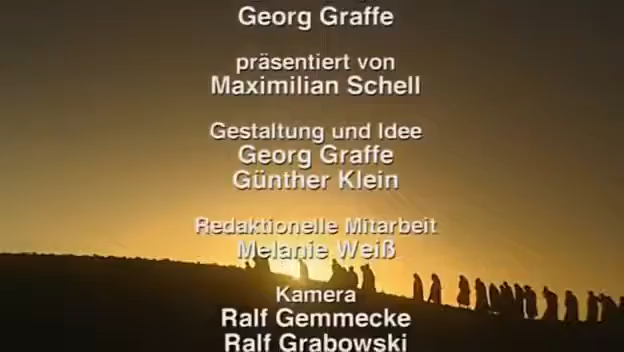 Georg Graffe
präsentiert von
Maximilian Schell
Gestaltung und Idee
Georg Graffe
Günther Klein
Redaktionelle Mitarbeit
Melanie Weiß
Kamera
Ralf Gemmecke
Ralf Grabowski